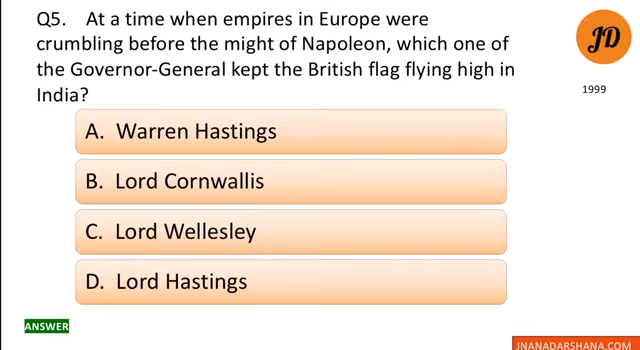 Q5. At a time when empires in Europe were
crumbling before the might of Napoleon, which one of
the Governor-General kept the British flag flying high in
India?
JD
1999
A. Warren Hastings
B. Lord Cornwallis
C. Lord Wellesley
D. Lord Hastings
ANSWER
JNANADARSHANA.COM